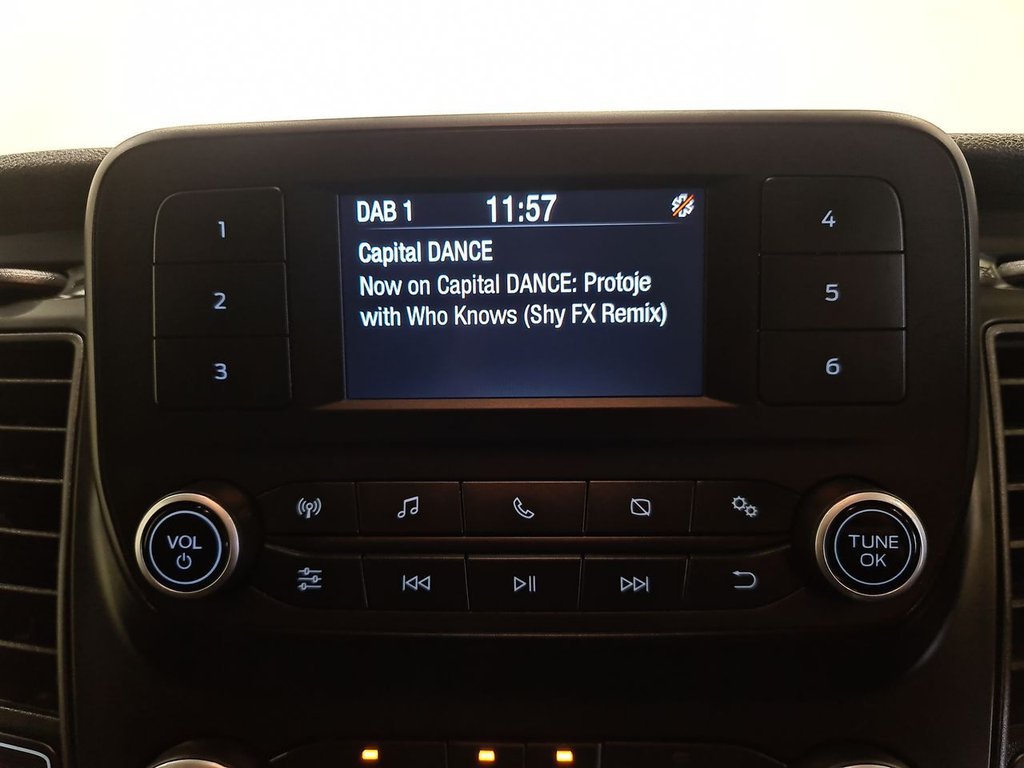 DAB 1 11:57
Capital DANCE
Now on Capital DANCE: Protoje
with Who Knows (Shy FX Remix)
1
2
3
4
5
6
VOL
TUNE
OK